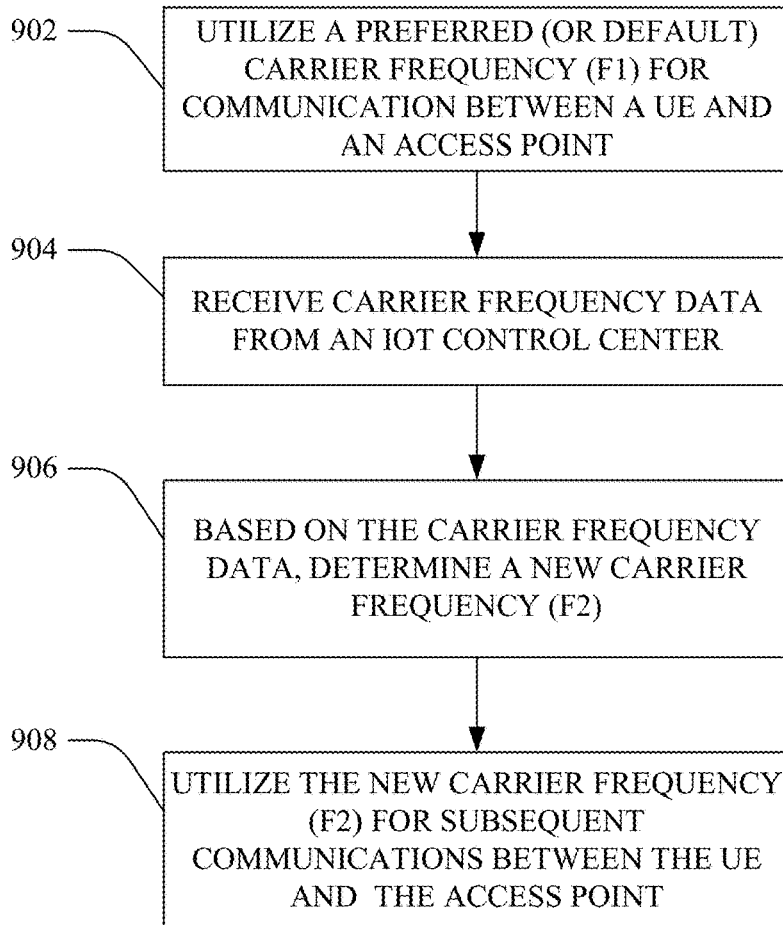 902
UTILIZE A PREFERRED (OR DEFAULT)
CARRIER FREQUENCY (F1) FOR
COMMUNICATION BETWEEN A UE AND
AN ACCESS POINT
904
RECEIVE CARRIER FREQUENCY DATA
FROM AN IOT CONTROL CENTER
906
BASED ON THE CARRIER FREQUENCY
DATA, DETERMINE A NEW CARRIER
FREQUENCY (F2)
908
UTILIZE THE NEW CARRIER FREQUENCY
(F2) FOR SUBSEQUENT
COMMUNICATIONS BETWEEN THE UE
AND THE ACCESS POINT